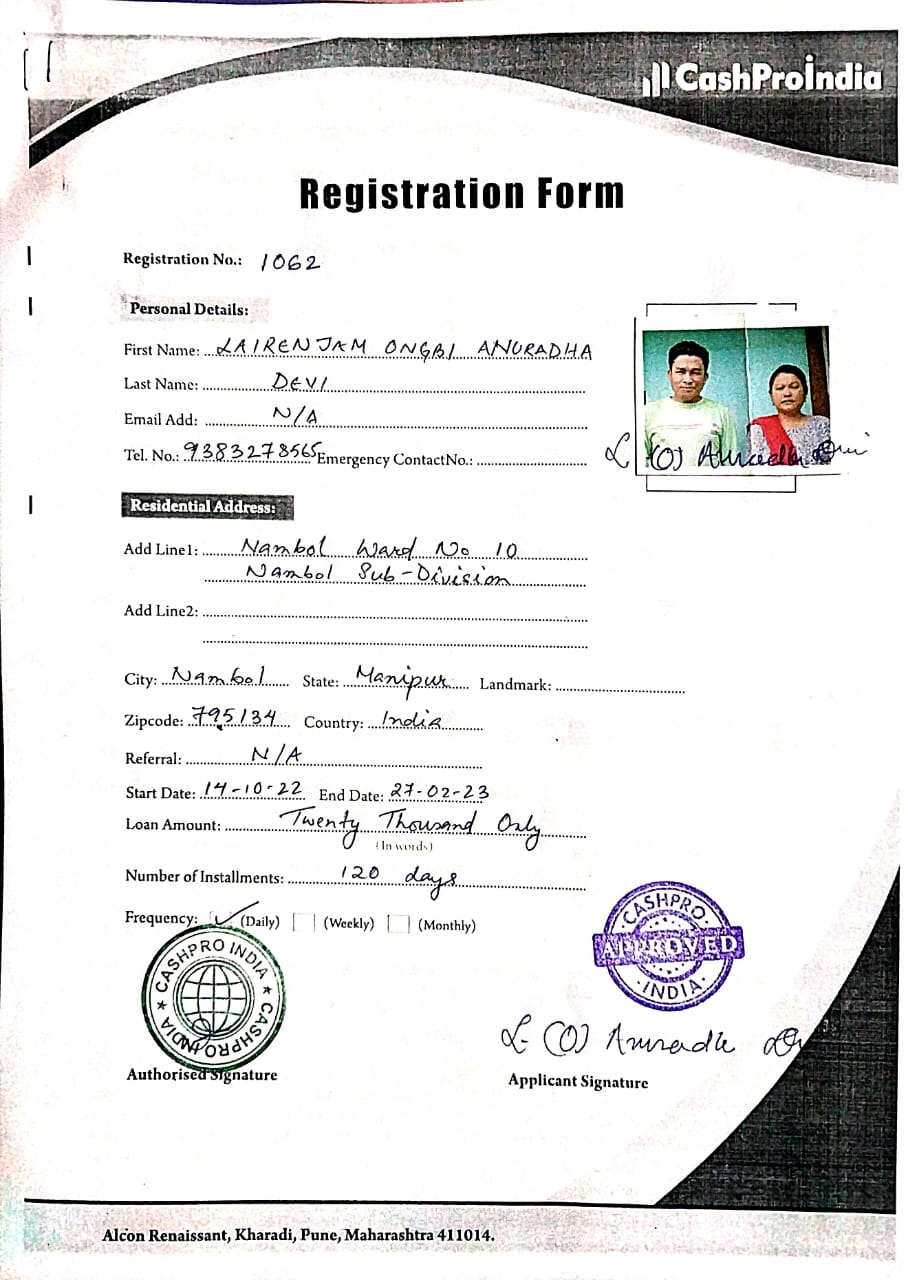 CashProIndia
Registration Form
Registration No.: 1062
Personal Details:
First Name: LAIRENJAM ONGBI ANURADHA
Last Name: DEVI
Email Add: N/A
Tel. No.: 9383278565 Emergency ContactNo.:
L (O) Anuradha Devi
Residential Address:
Add Line1: Nambol Ward No 10
Nambol Sub-Division
Add Line2:
City: Nambol State: Manipur Landmark:
Zipcode: 795134 Country: India
Referral: N/A
Start Date: 14-10-22 End Date: 27-02-23
Loan Amount: Twenty Thousand Only
(In words)
Number of Installments: 120 days
Frequency: ✓ (Daily) (Weekly) (Monthly)
CASHPRO INDIA ★ CASHPRO INDIA ★
CASHPRO
APPROVED
INDIA
L (O) Anuradha
Authorised Signature
Applicant Signature
Alcon Renaissant, Kharadi, Pune, Maharashtra 411014.